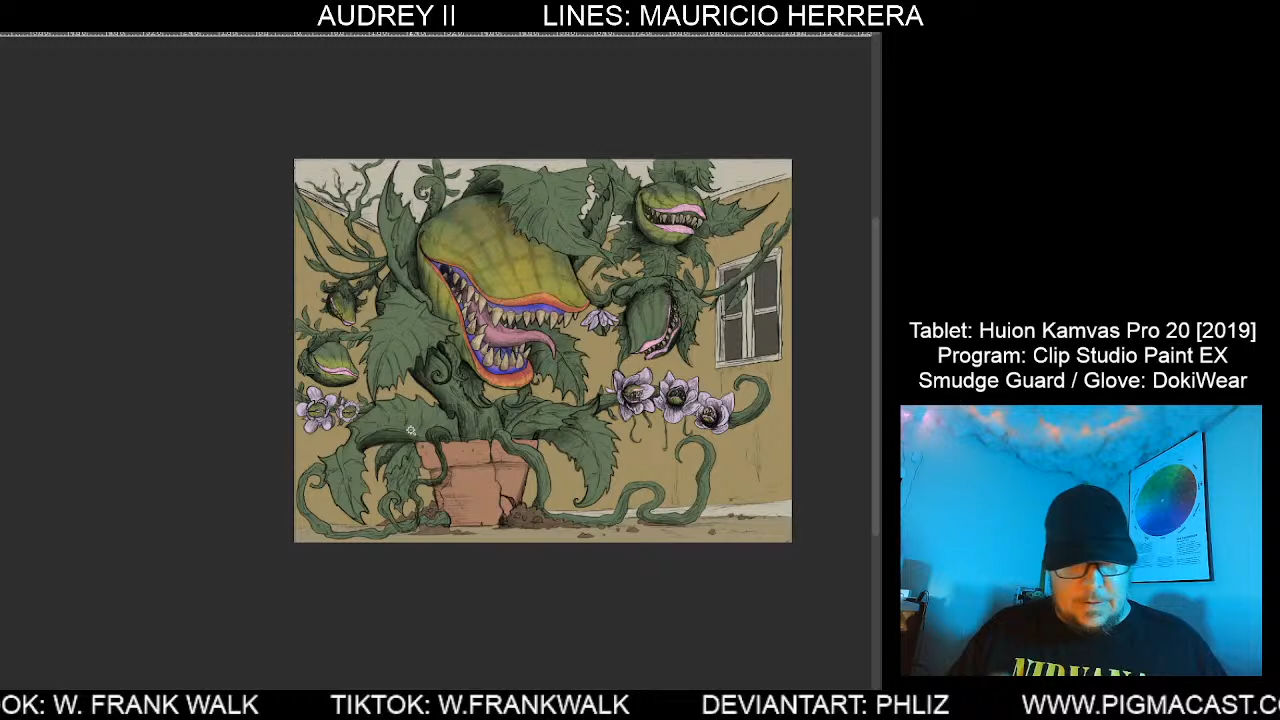 AUDREY II LINES: MAURICIO HERRERA
Tablet: Huion Kamvas Pro 20 [2019]
Program: Clip Studio Paint EX
Smudge Guard / Glove: DokiWear
NIRVANA
OK: W. FRANK WALK TIKTOK: W.FRANKWALK DEVIANTART: PHLIZ WWW.PIGMACAST.C